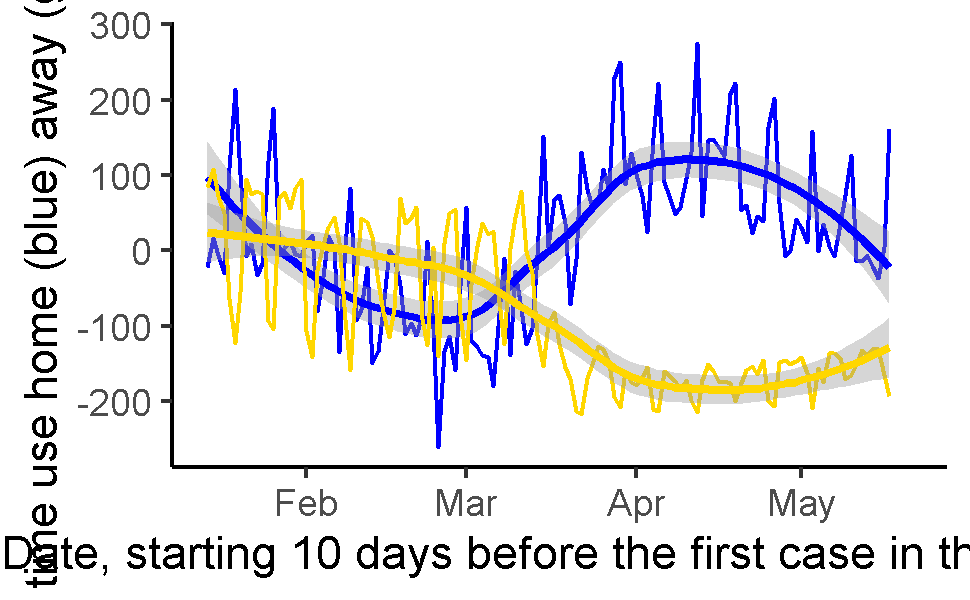 time use home (blue) away (
300
200
100
0
-100
-200
Feb Mar Apr May
Date, starting 10 days before the first case in th